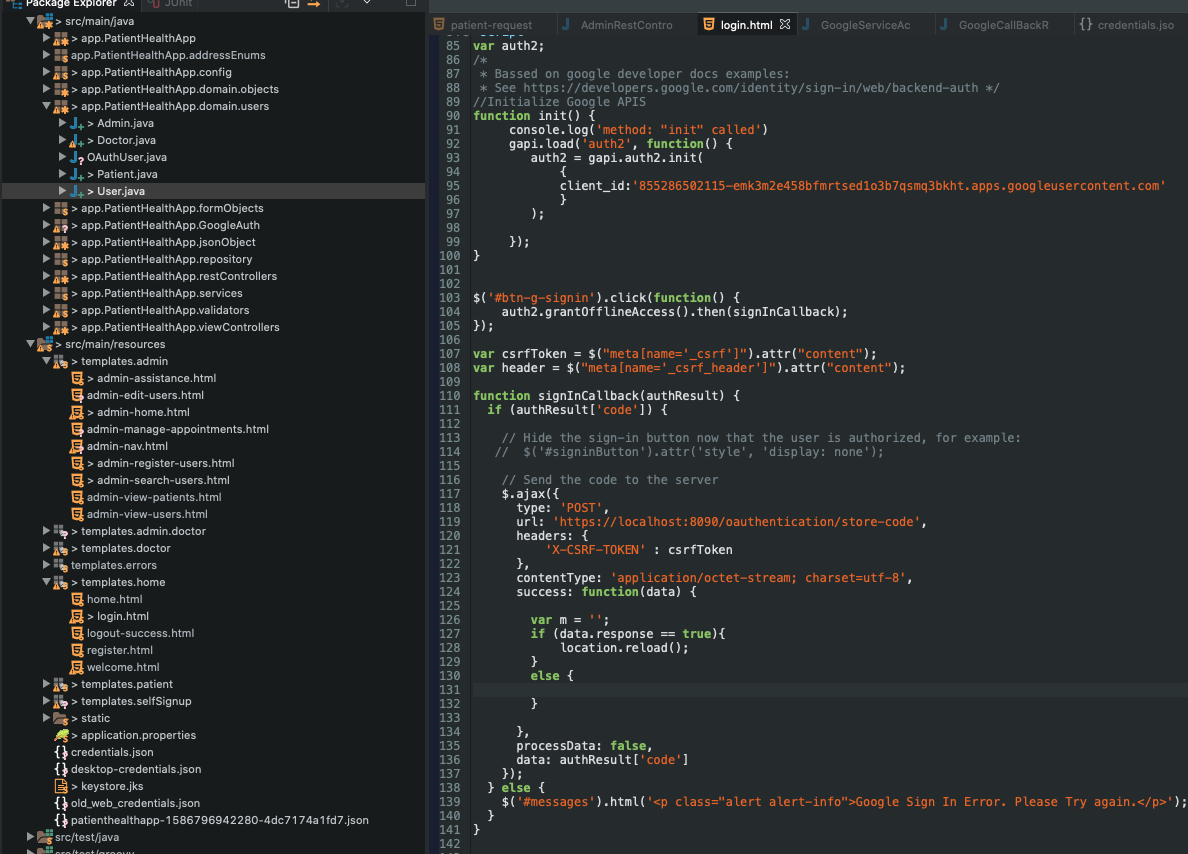 Package Explorer
JUnit
src/main/java
> app.PatientHealthApp
app.PatientHealthApp.addressEnums
> app.PatientHealthApp.config
> app.PatientHealthApp.domain.objects
> app.PatientHealthApp.domain.users
> Admin.java
> Doctor.java
OAuthUser.java
> Patient.java
> User.java
> app.PatientHealthApp.formObjects
> app.PatientHealthApp.GoogleAuth
> app.PatientHealthApp.jsonObject
> app.PatientHealthApp.repository
> app.PatientHealthApp.restControllers
> app.PatientHealthApp.services
> app.PatientHealthApp.validators
> app.PatientHealthApp.viewControllers
> src/main/resources
> templates.admin
> admin-assistance.html
admin-edit-users.html
> admin-home.html
admin-manage-appointments.html
admin-nav.html
> admin-register-users.html
> admin-search-users.html
admin-view-patients.html
admin-view-users.html
> templates.admin.doctor
> templates.doctor
templates.errors
> templates.home
home.html
> login.html
logout-success.html
register.html
welcome.html
> templates.patient
> templates.selfSignup
> static
> application.properties
credentials.json
desktop-credentials.json
> keystore.jks
old_web_credentials.json
patienthealthapp-1586796942280-4dc7174a1fd7.json
src/test/java
src/test/groovy
patient-request
AdminRestContro
login.html
GoogleServiceAc
GoogleCallBackR
credentials.jso
85 var auth2;
86 /*
87 * Bassed on google developer docs examples:
88 * See https://developers.google.com/identity/sign-in/web/backend-auth */
89 //Initialize Google APIS
90 function init() {
91 console.log('method: "init" called')
92 gapi.load('auth2', function() {
93 auth2 = gapi.auth2.init(
94 {
95 client_id:'855286502115-emk3m2e458bfmrtsed1o3b7qsmq3bkht.apps.googleusercontent.com'
96 }
97 );
98
99 });
100 }
101
102
103 $('#btn-g-signin').click(function() {
104 auth2.grantOfflineAccess().then(signInCallback);
105 });
106
107 var csrfToken = $("meta[name='_csrf']").attr("content");
108 var header = $("meta[name='_csrf_header']").attr("content");
109
110 function signInCallback(authResult) {
111 if (authResult['code']) {
112
113 // Hide the sign-in button now that the user is authorized, for example:
114 // $('#signinButton').attr('style', 'display: none');
115
116 // Send the code to the server
117 $.ajax({
118 type: 'POST',
119 url: 'https://localhost:8090/oauthentication/store-code',
120 headers: {
121 'X-CSRF-TOKEN' : csrfToken
122 },
123 contentType: 'application/octet-stream; charset=utf-8',
124 success: function(data) {
125
126 var m = '';
127 if (data.response == true){
128 location.reload();
129 }
130 else {
131
132 }
133
134 },
135 processData: false,
136 data: authResult['code']
137 });
138 } else {
139 $('#messages').html('<p class="alert alert-info">Google Sign In Error. Please Try again.</p>');
140 }
141 }
142